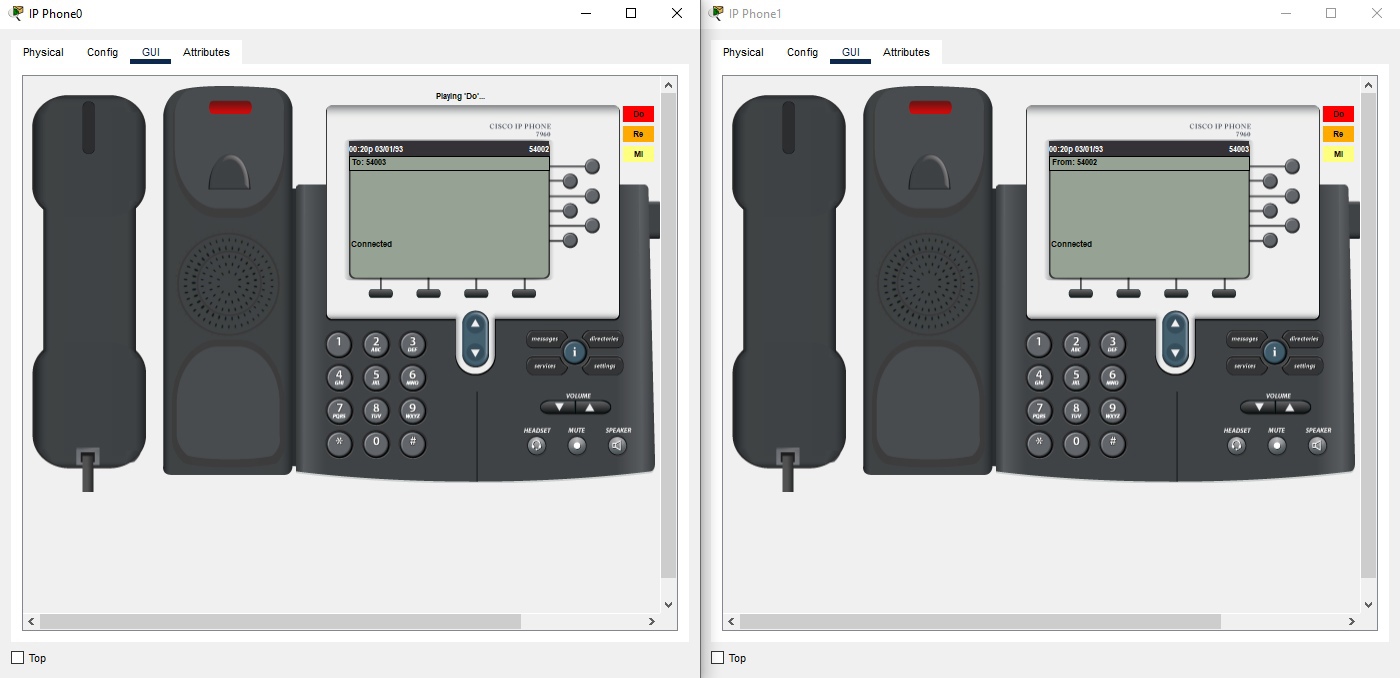 IP Phone0
Physical Config GUI Attributes
Playing 'Do'...
Do
Re
MI
CISCO IP PHONE
7960
00:20p 03/01/93 54002
To: 54003
Connected
1 2 ABC 3 DEF
4 GHI 5 JKL 6 MNO
7 PQRS 8 TUV 9 WXYZ
* 0 #
messages directories
i
services settings
VOLUME
HEADSET MUTE SPEAKER
Top
IP Phone1
Physical Config GUI Attributes
Do
Re
MI
CISCO IP PHONE
7960
00:20p 03/01/93 54003
From: 54002
Connected
1 2 ABC 3 DEF
4 GHI 5 JKL 6 MNO
7 PQRS 8 TUV 9 WXYZ
* 0 #
messages directories
i
services settings
VOLUME
HEADSET MUTE SPEAKER
Top